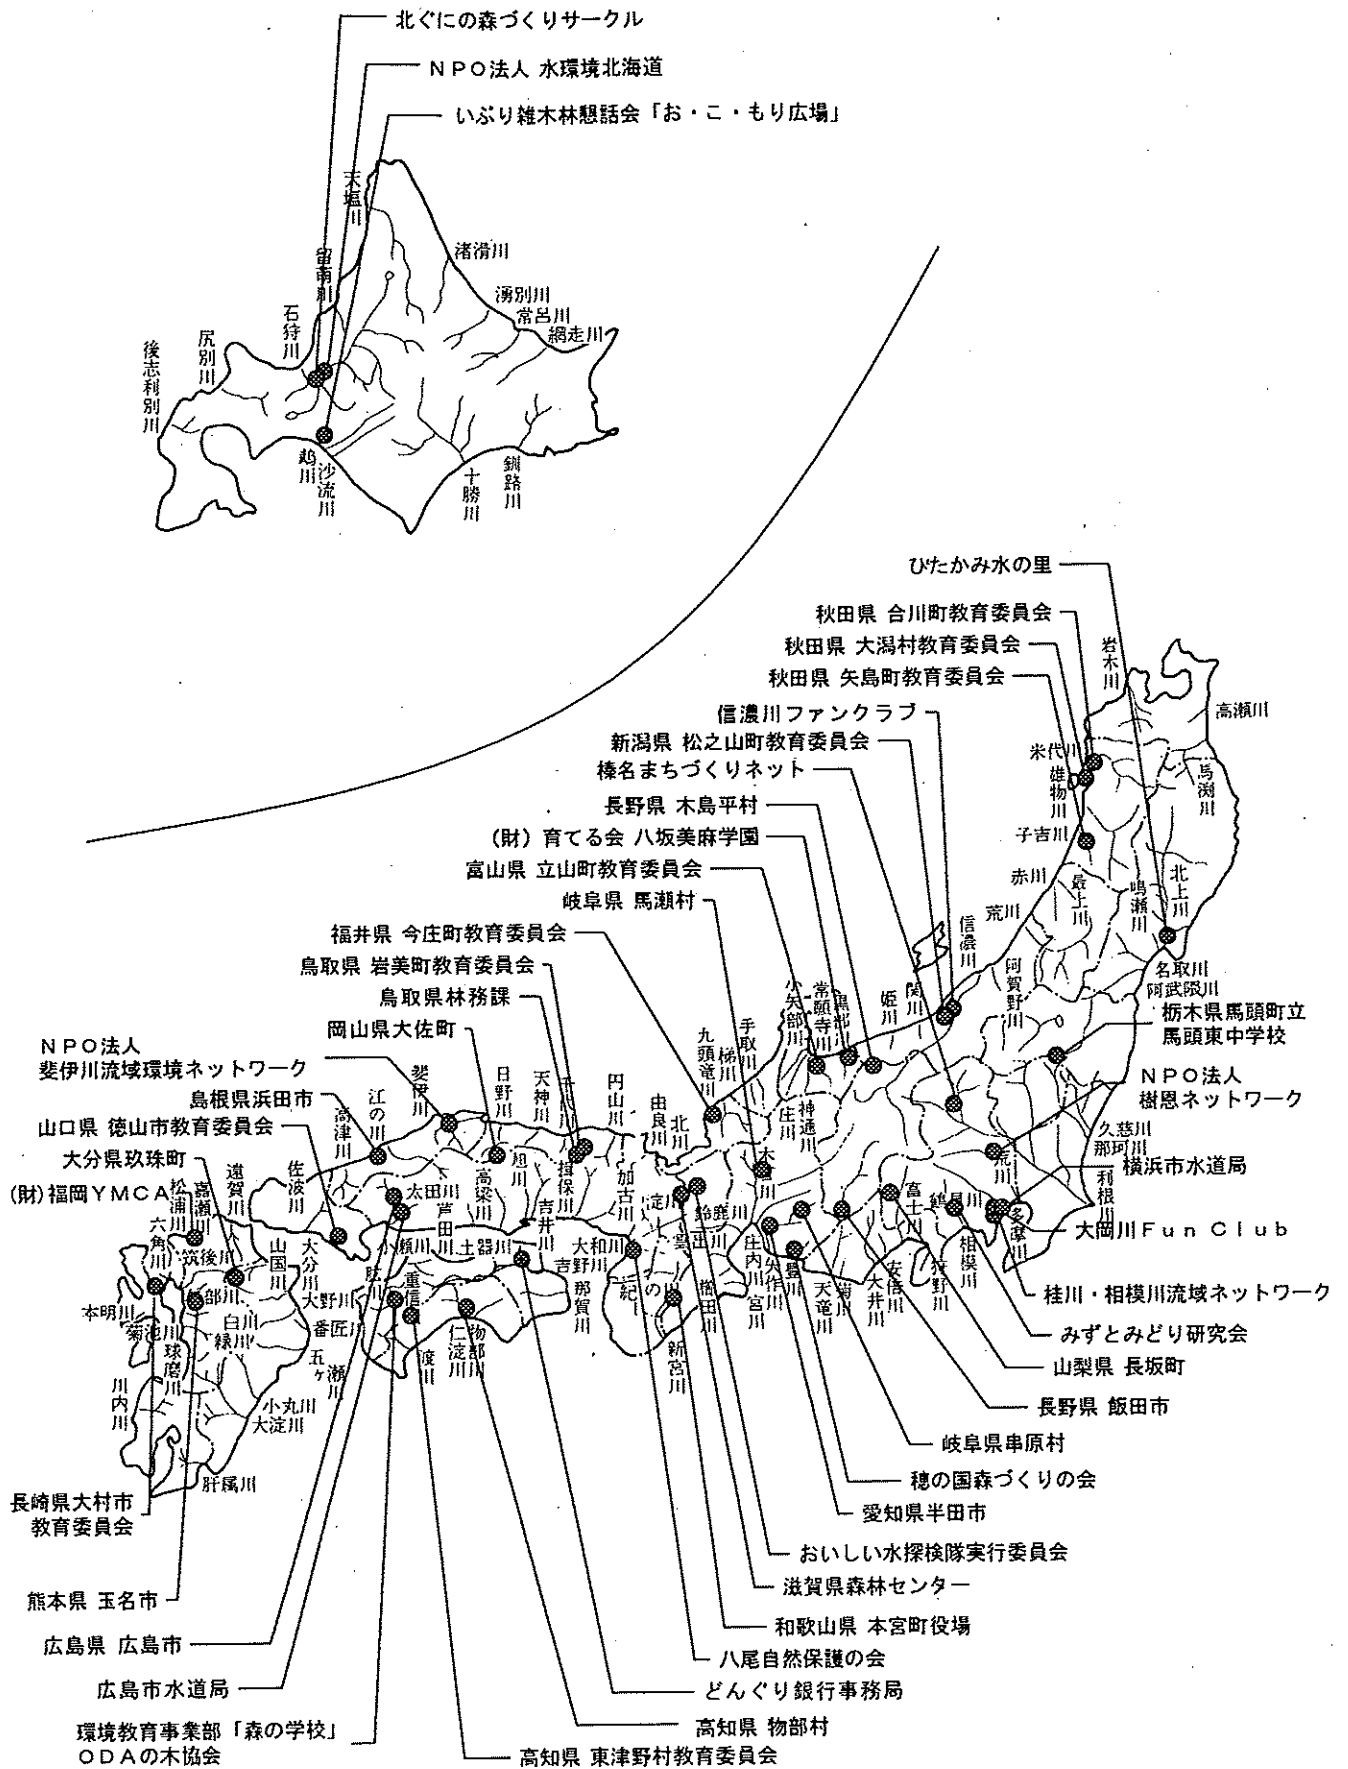 北ぐにの森づくりサークル
NPO法人 水環境北海道
いぶり雑木林懇話会「お・こ・もり広場」
天塩川
渚滑川
留萌川
湧別川
常呂川
網走川
石狩川
尻別川
後志利別川
鵡川
沙流川
十勝川
釧路川
ひたかみ水の里
秋田県 合川町教育委員会
秋田県 大潟村教育委員会
秋田県 矢島町教育委員会
信濃川ファンクラブ
新潟県 松之山町教育委員会
榛名まちづくりネット
長野県 木島平村
(財)育てる会 八坂美麻学園
富山県 立山町教育委員会
岐阜県 馬瀬村
福井県 今庄町教育委員会
鳥取県 岩美町教育委員会
鳥取県林務課
岡山県大佐町
NPO法人
斐伊川流域環境ネットワーク
島根県浜田市
山口県 徳山市教育委員会
大分県玖珠町
(財)福岡YMCA
岩木川
高瀬川
米代川
馬渕川
雄物川
子吉川
赤川
最上川
鳴瀬川
北上川
荒川
信濃川
阿賀野川
名取川
阿武隈川
栃木県馬頭町立
馬頭東中学校
NPO法人
樹恩ネットワーク
久慈川
那珂川
横浜市水道局
荒川
利根川
大岡川Fun Club
鶴見川
多摩川
桂川・相模川流域ネットワーク
みずとみどり研究会
山梨県 長坂町
長野県 飯田市
岐阜県串原村
穂の国森づくりの会
愛知県半田市
おいしい水探検隊実行委員会
滋賀県森林センター
和歌山県 本宮町役場
八尾自然保護の会
どんぐり銀行事務局
高知県 物部村
高知県 東津野村教育委員会
小矢部川
常願寺川
黒部川
姫川
関川
手取川
梯川
九頭竜川
庄川
神通川
北川
由良川
円山川
千代川
天神川
日野川
斐伊川
江の川
高津川
佐波川
遠賀川
嘉瀬川
松浦川
六角川
筑後川
山国川
大分川
大野川
番匠川
五ヶ瀬川
本明川
菊池川
白川
緑川
球磨川
川内川
小丸川
大淀川
肝属川
太田川
芦田川
高梁川
旭川
吉井川
揖保川
加古川
淀川
大和川
小瀬川
土器川
吉野川
那賀川
物部川
仁淀川
渡川
重信川
肱川
紀の川
新宮川
櫛田川
宮川
鈴鹿川
雲出川
木曽川
庄内川
矢作川
豊川
天竜川
菊川
大井川
安倍川
富士川
狩野川
相模川
長崎県大村市
教育委員会
熊本県 玉名市
広島県 広島市
広島市水道局
環境教育事業部「森の学校」
ODAの木協会